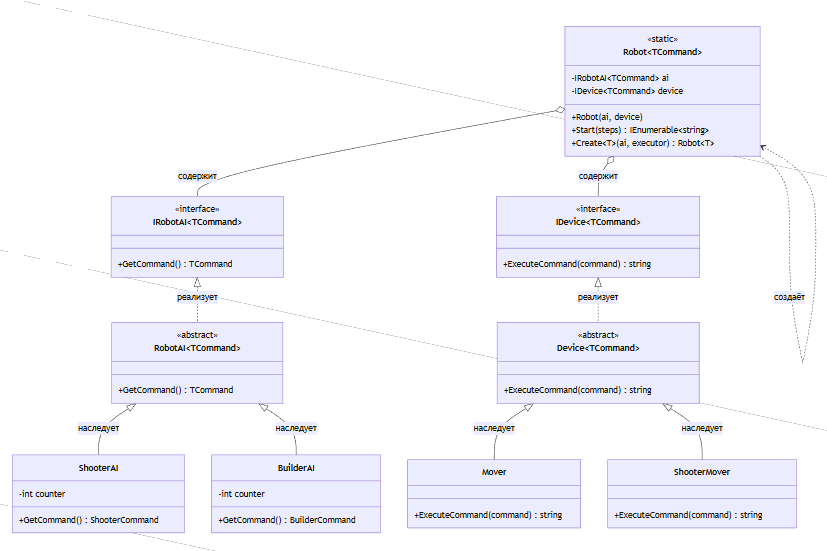 «static»
Robot<TCommand>
-IRobotAI<TCommand> ai
-IDevice<TCommand> device
+Robot(ai, device)
+Start(steps) : IEnumerable<string>
+Create<T>(ai, executor) : Robot<T>
содержит
содержит
«interface»
IRobotAI<TCommand>
+GetCommand() : TCommand
«interface»
IDevice<TCommand>
+ExecuteCommand(command) : string
реализует
реализует
создаёт
«abstract»
RobotAI<TCommand>
+GetCommand() : TCommand
«abstract»
Device<TCommand>
+ExecuteCommand(command) : string
наследует
наследует
наследует
наследует
ShooterAI
-int counter
+GetCommand() : ShooterCommand
BuilderAI
-int counter
+GetCommand() : BuilderCommand
Mover
+ExecuteCommand(command) : string
ShooterMover
+ExecuteCommand(command) : string